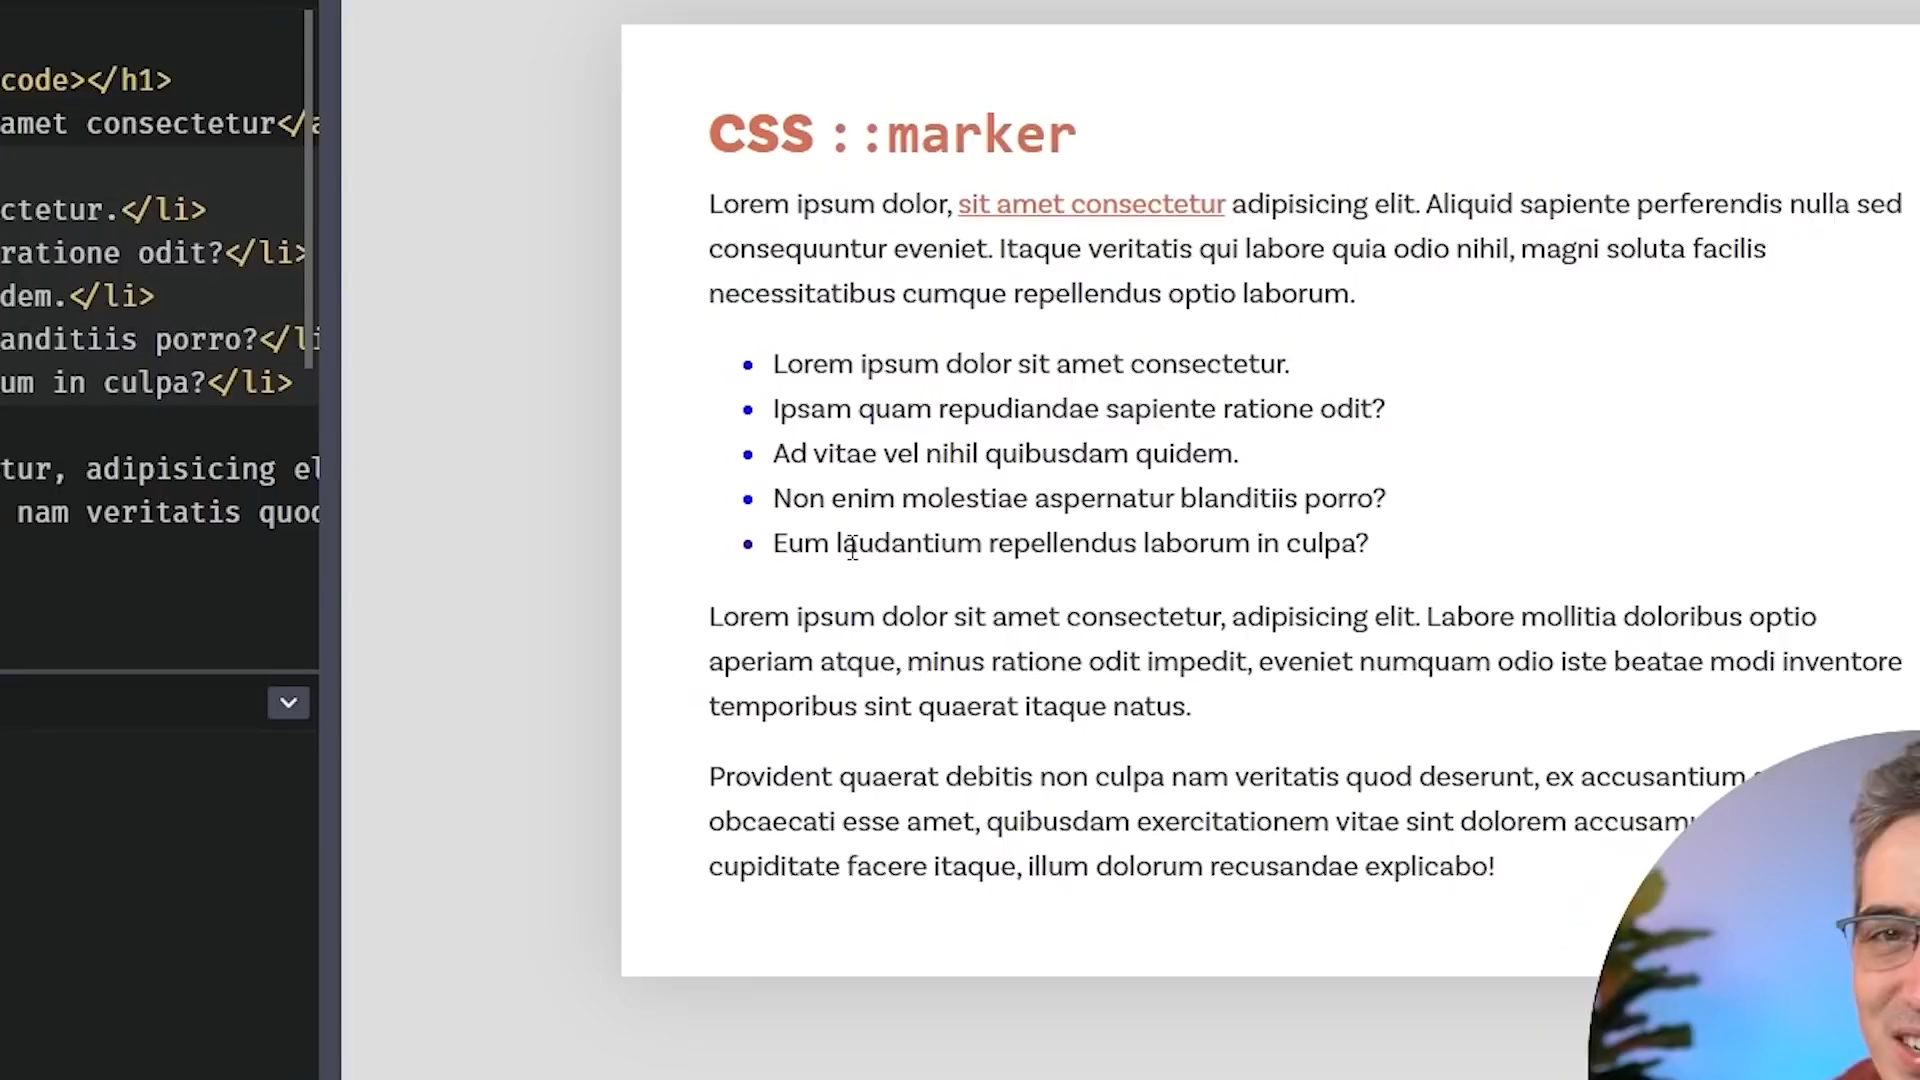 code></h1>
amet consectetur</a
ctetur.</li>
ratione odit?</li>
dem.</li>
anditiis porro?</li
um in culpa?</li>
tur, adipisicing el
nam veritatis quod
CSS ::marker
Lorem ipsum dolor, sit amet consectetur adipisicing elit. Aliquid sapiente perferendis nulla sed
consequuntur eveniet. Itaque veritatis qui labore quia odio nihil, magni soluta facilis
necessitatibus cumque repellendus optio laborum.
• Lorem ipsum dolor sit amet consectetur.
• Ipsam quam repudiandae sapiente ratione odit?
• Ad vitae vel nihil quibusdam quidem.
• Non enim molestiae aspernatur blanditiis porro?
• Eum laudantium repellendus laborum in culpa?
Lorem ipsum dolor sit amet consectetur, adipisicing elit. Labore mollitia doloribus optio
aperiam atque, minus ratione odit impedit, eveniet numquam odio iste beatae modi inventore
temporibus sint quaerat itaque natus.
Provident quaerat debitis non culpa nam veritatis quod deserunt, ex accusantium
obcaecati esse amet, quibusdam exercitationem vitae sint dolorem
cupiditate facere itaque, illum dolorum recusandae explicabo!